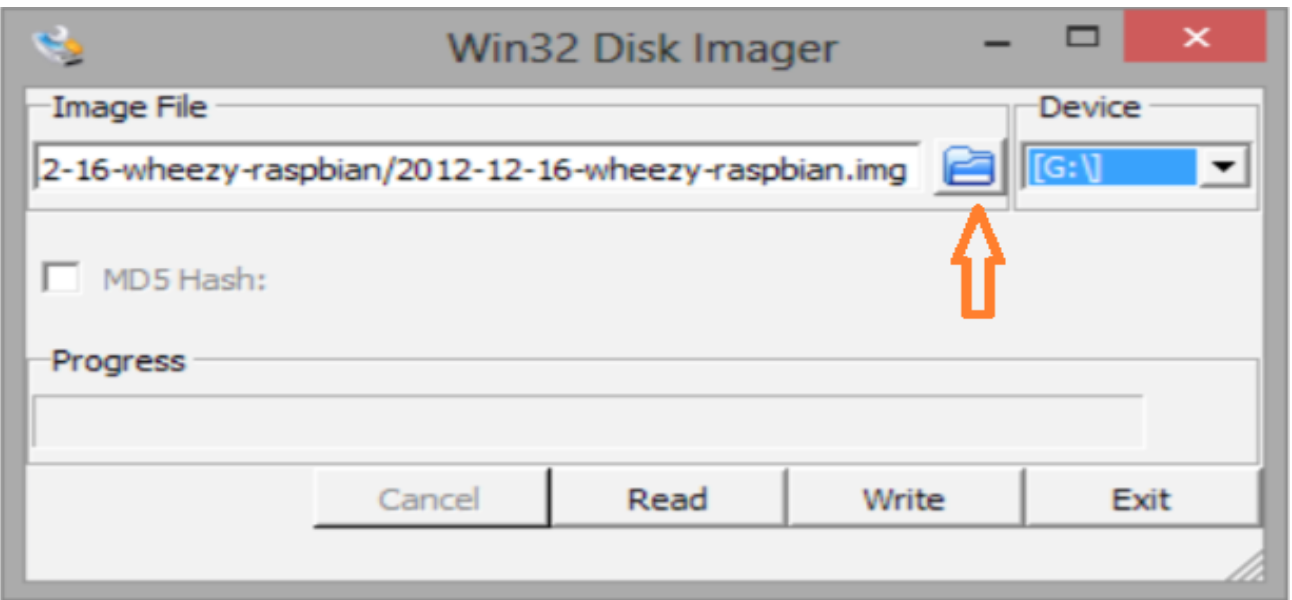 Win32 Disk Imager
Image File
Device
2-16-wheezy-raspbian/2012-12-16-wheezy-raspbian.img
[G:\]
MD5 Hash:
Progress
Cancel Read Write Exit